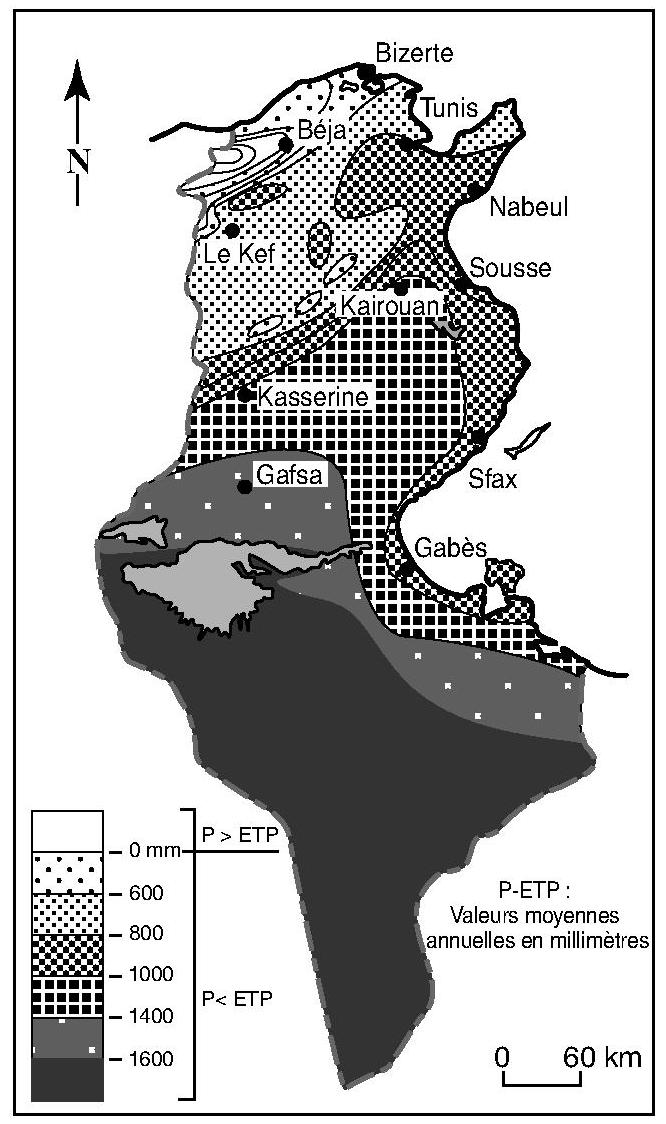 Bizerte
Tunis
Béja
N
Nabeul
Le Kef
Sousse
Kairouan
Kasserine
Gafsa
Sfax
Gabès
P > ETP
0 mm
600
800
1000
P< ETP
1400
1600
P-ETP :
Valeurs moyennes
annuelles en millimètres
0 60 km